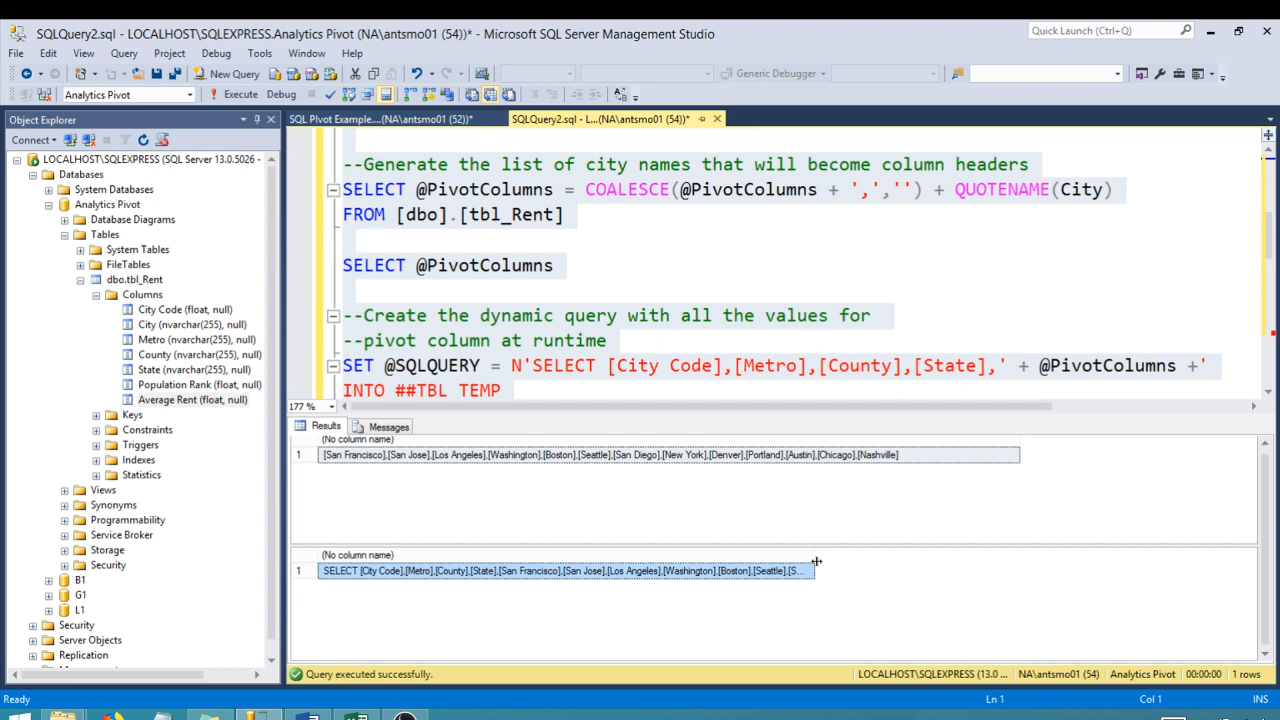 SQLQuery2.sql - LOCALHOST\SQLEXPRESS.Analytics Pivot (NA\antsmo01 (54))* - Microsoft SQL Server Management Studio
Quick Launch (Ctrl+Q)
File Edit View Query Project Debug Tools Window Help
New Query Generic Debugger
Analytics Pivot Execute Debug
Object Explorer
SQL Pivot Example....(NA\antsmo01 (52))*
SQLQuery2.sql - L...(NA\antsmo01 (54))*
Connect
LOCALHOST\SQLEXPRESS (SQL Server 13.0.5026 -
Databases
System Databases
Analytics Pivot
Database Diagrams
Tables
System Tables
FileTables
dbo.tbl_Rent
Columns
City Code (float, null)
City (nvarchar(255), null)
Metro (nvarchar(255), null)
County (nvarchar(255), null)
State (nvarchar(255), null)
Population Rank (float, null)
Average Rent (float, null)
Keys
Constraints
Triggers
Indexes
Statistics
Views
Synonyms
Programmability
Service Broker
Storage
Security
B1
G1
L1
Security
Server Objects
Replication
--Generate the list of city names that will become column headers
SELECT @PivotColumns = COALESCE(@PivotColumns + ',','') + QUOTENAME(City)
FROM [dbo].[tbl_Rent]
SELECT @PivotColumns
--Create the dynamic query with all the values for
--pivot column at runtime
SET @SQLQUERY = N'SELECT [City Code],[Metro],[County],[State],' + @PivotColumns +'
INTO ##TBL TEMP
177 %
Results Messages
(No column name)
1 [San Francisco],[San Jose],[Los Angeles],[Washington],[Boston],[Seattle],[San Diego],[New York],[Denver],[Portland],[Austin],[Chicago],[Nashville]
(No column name)
1 SELECT [City Code],[Metro],[County],[State],[San Francisco],[San Jose],[Los Angeles],[Washington],[Boston],[Seattle],[S...
Query executed successfully.
LOCALHOST\SQLEXPRESS (13.0 ... NA\antsmo01 (54) Analytics Pivot 00:00:00 1 rows
Ready Ln 1 Col 1 INS